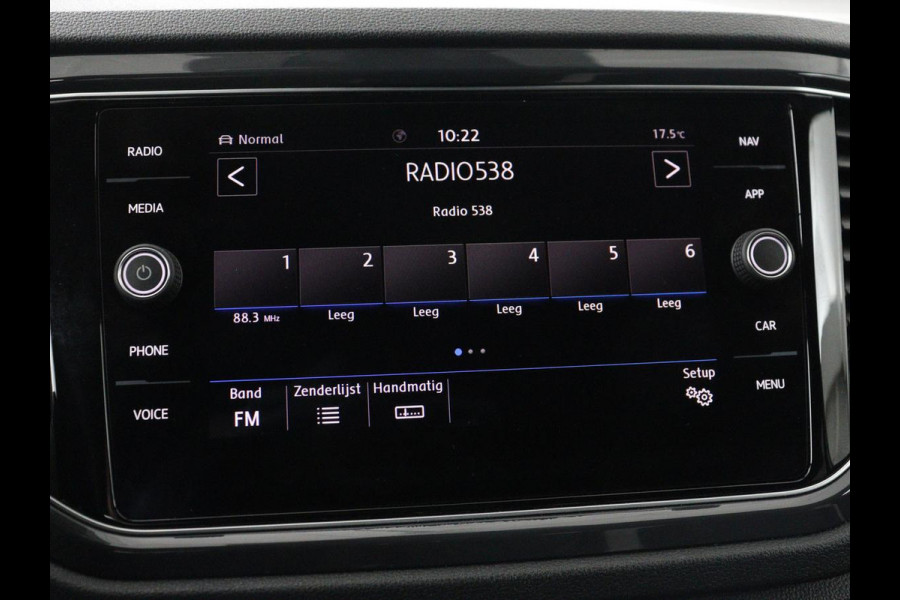 RADIO
MEDIA
PHONE
VOICE
Normal 10:22 17.5°C
RADIO538
Radio 538
1 2 3 4 5 6
88.3 MHz Leeg Leeg Leeg Leeg Leeg
Band Zenderlijst Handmatig Setup
FM
NAV
APP
CAR
MENU